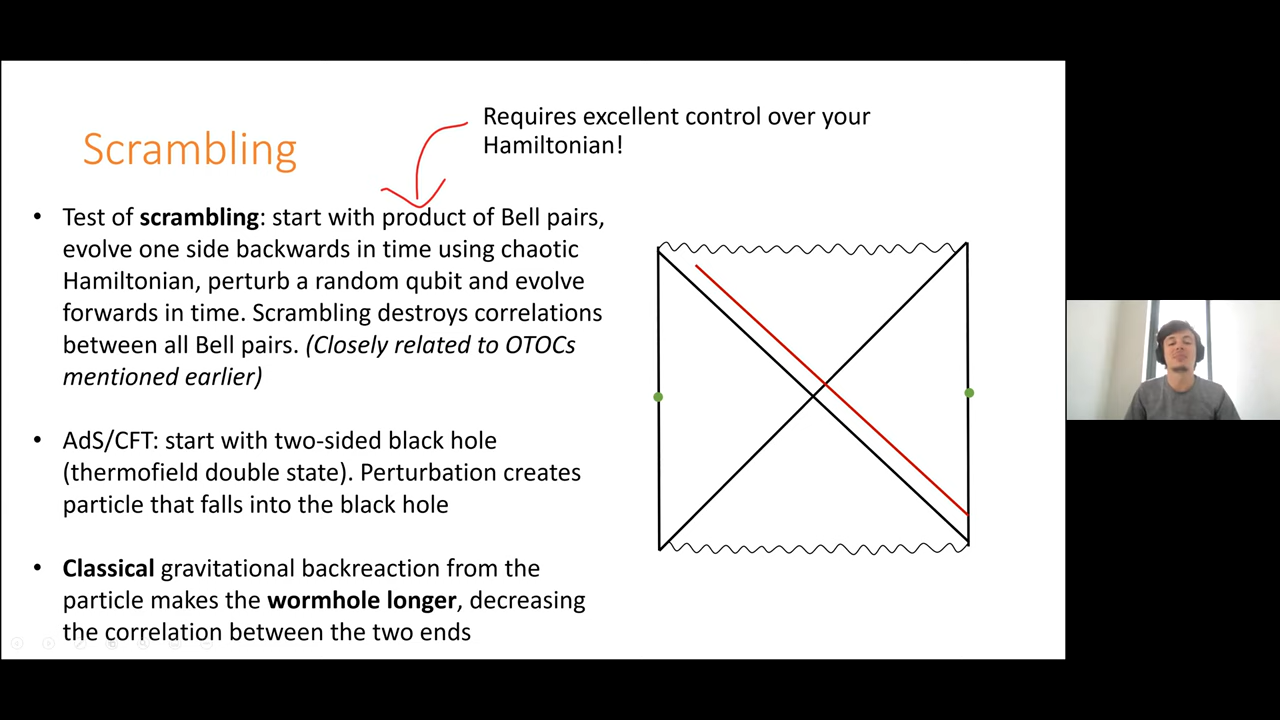 Requires excellent control over your
Hamiltonian!
Scrambling
• Test of scrambling: start with product of Bell pairs,
evolve one side backwards in time using chaotic
Hamiltonian, perturb a random qubit and evolve
forwards in time. Scrambling destroys correlations
between all Bell pairs. (Closely related to OTOCs
mentioned earlier)
• AdS/CFT: start with two-sided black hole
(thermofield double state). Perturbation creates
particle that falls into the black hole
• Classical gravitational backreaction from the
particle makes the wormhole longer, decreasing
the correlation between the two ends